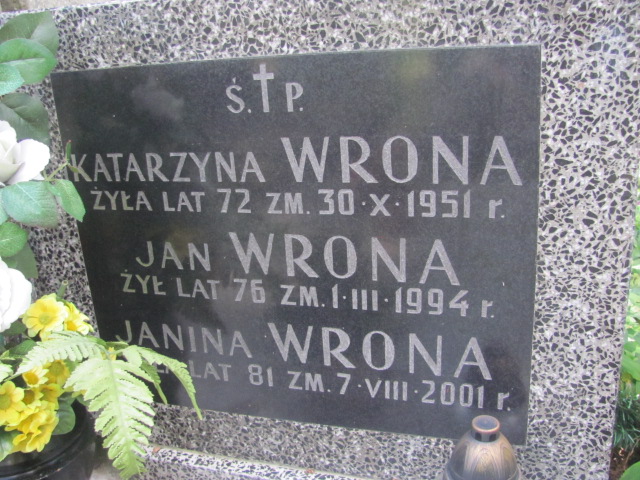 Ś.†P.
KATARZYNA WRONA
ŻYŁA LAT 72 ZM. 30·X·1951 r.
JAN WRONA
ŻYŁ LAT 76 ZM. 1·III·1994 r.
JANINA WRONA
LAT 81 ZM. 7·VIII·2001 r.